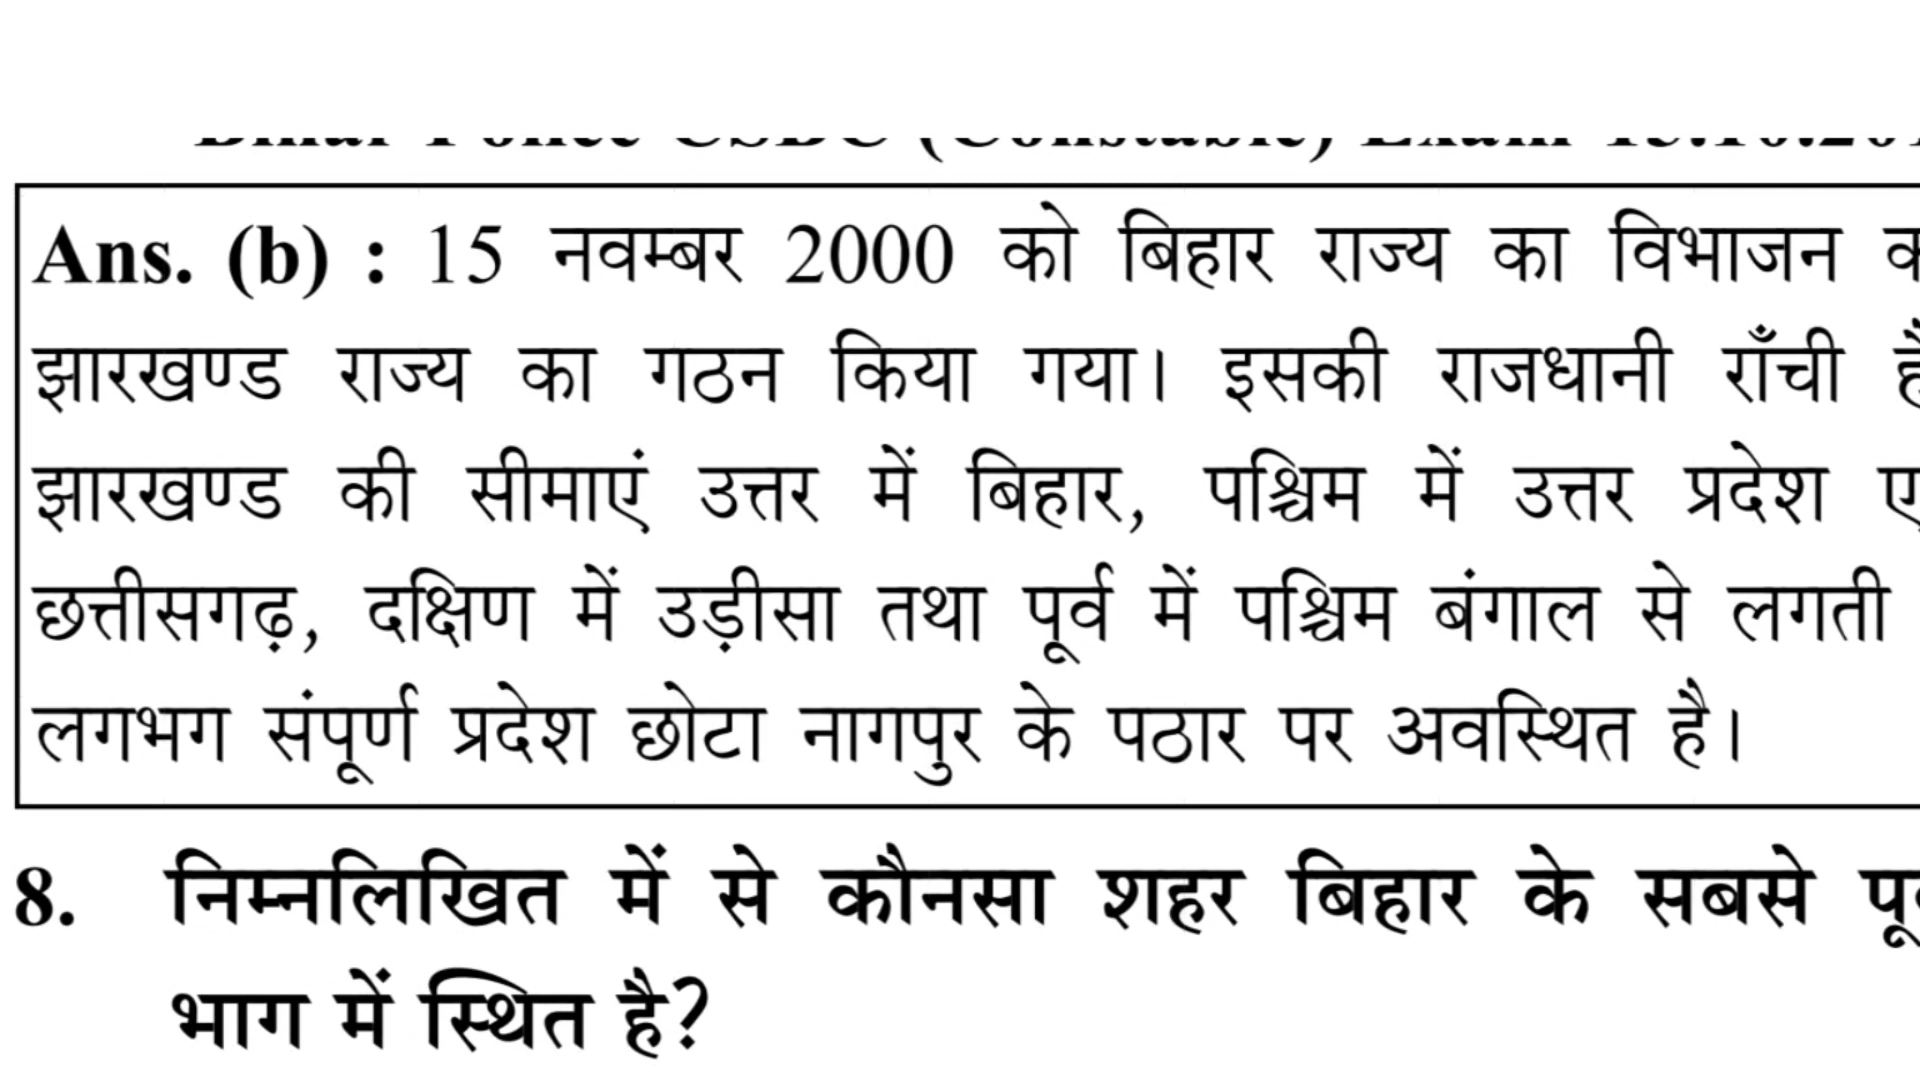 Ans. (b) : 15 नवम्बर 2000 को बिहार राज्य का विभाजन
झारखण्ड राज्य का गठन किया गया। इसकी राजधानी राँची
झारखण्ड की सीमाएं उत्तर में बिहार, पश्चिम में उत्तर प्रदेश
छत्तीसगढ़, दक्षिण में उड़ीसा तथा पूर्व में पश्चिम बंगाल से लगती
लगभग संपूर्ण प्रदेश छोटा नागपुर के पठार पर अवस्थित है।
8. निम्नलिखित में से कौनसा शहर बिहार के सबसे
भाग में स्थित है?